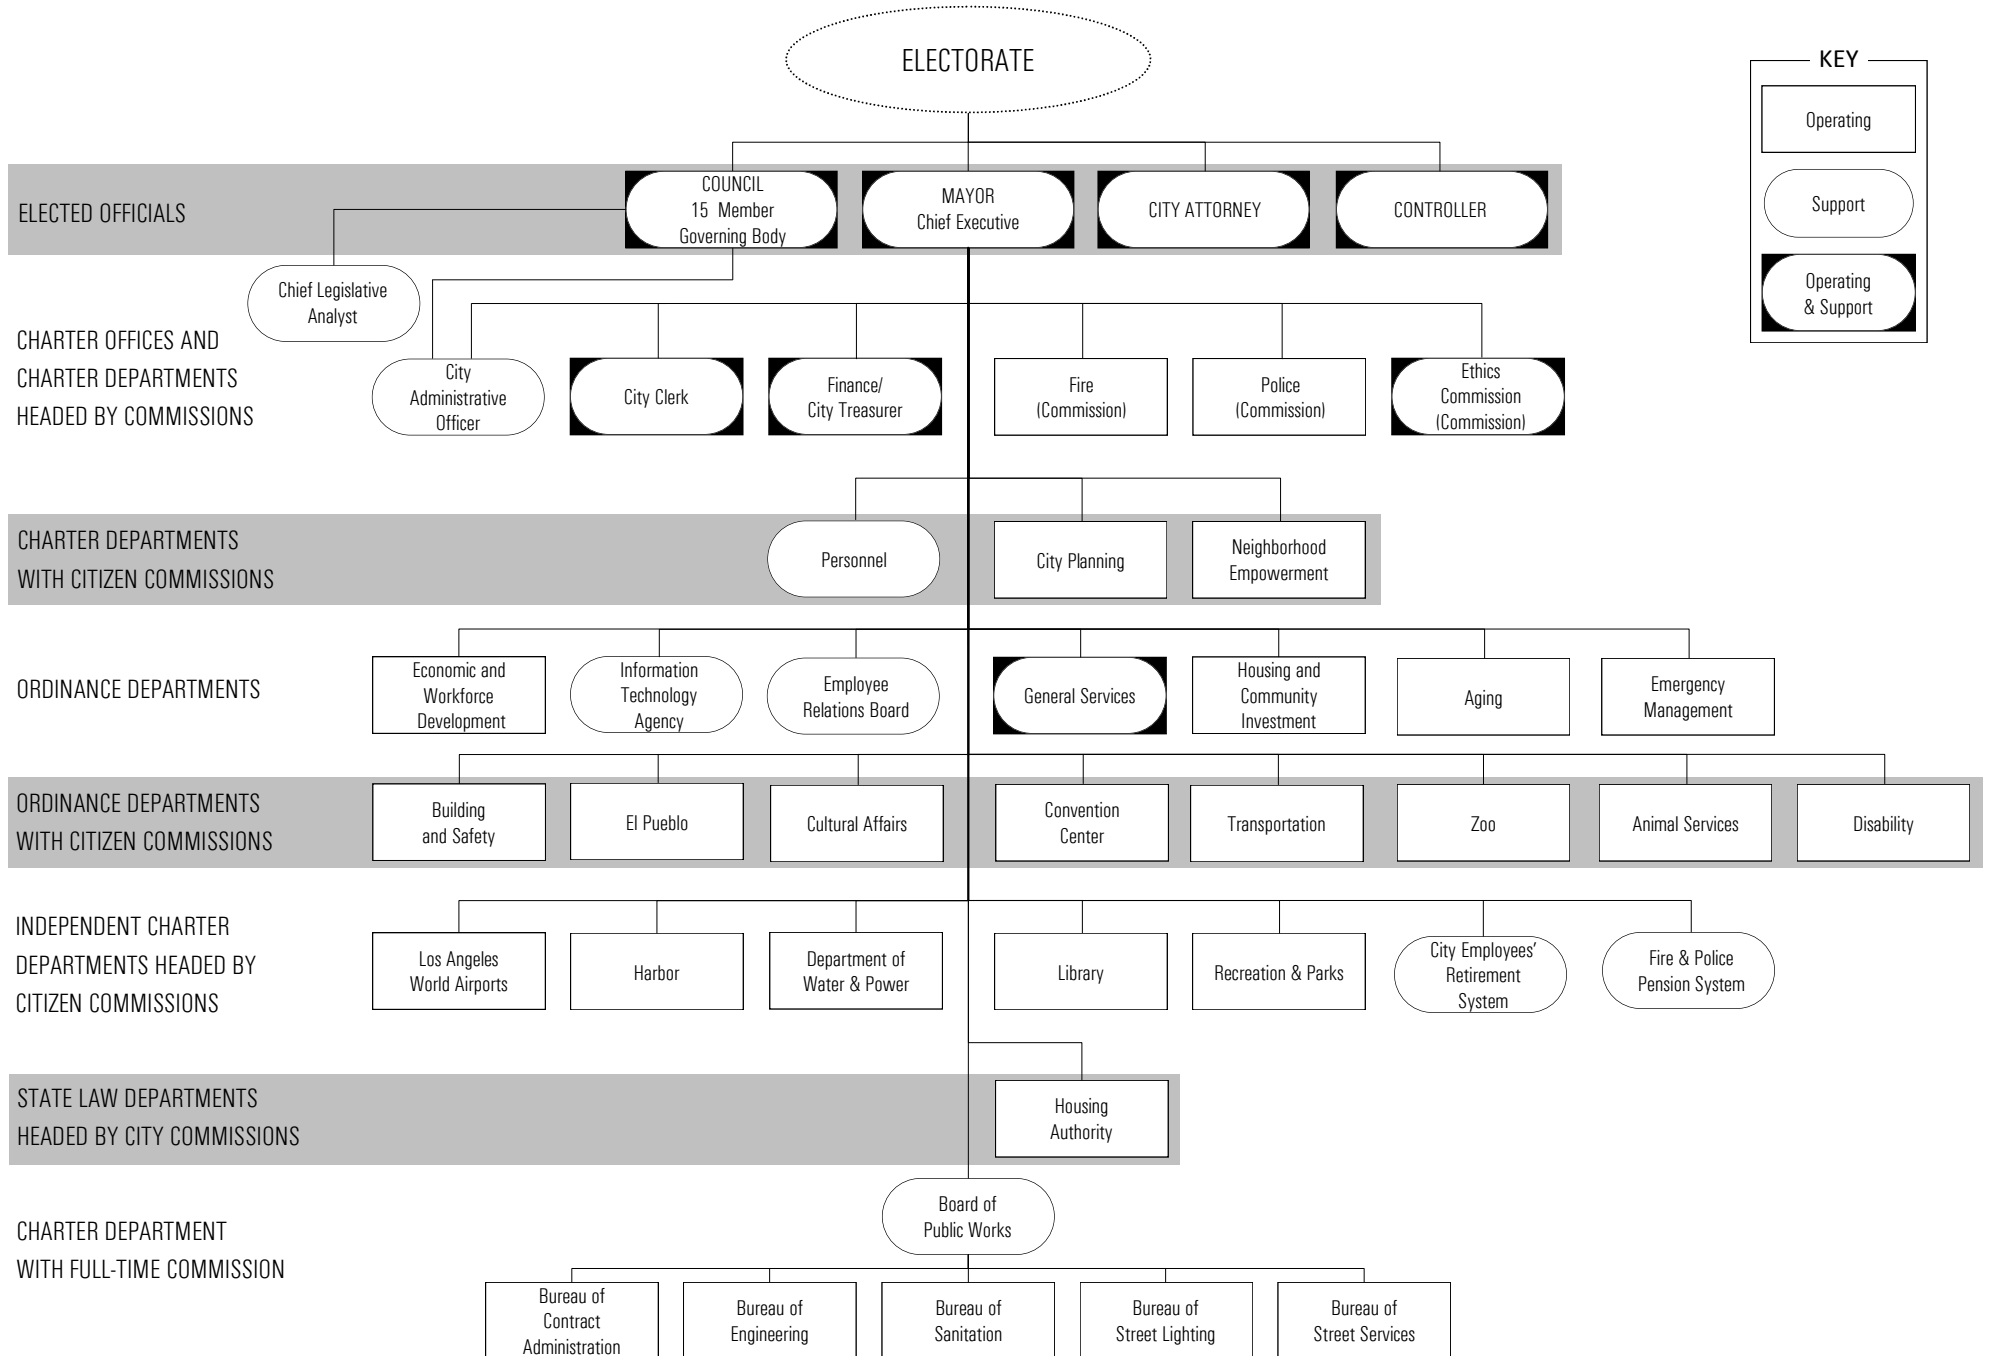 ELECTORATE
KEY
Operating
Support
Operating
& Support
ELECTED OFFICIALS
COUNCIL
15 Member
Governing Body
MAYOR
Chief Executive
CITY ATTORNEY
CONTROLLER
Chief Legislative
Analyst
CHARTER OFFICES AND
CHARTER DEPARTMENTS
HEADED BY COMMISSIONS
City
Administrative
Officer
City Clerk
Finance/
City Treasurer
Fire
(Commission)
Police
(Commission)
Ethics
Commission
(Commission)
CHARTER DEPARTMENTS
WITH CITIZEN COMMISSIONS
Personnel
City Planning
Neighborhood
Empowerment
ORDINANCE DEPARTMENTS
Economic and
Workforce
Development
Information
Technology
Agency
Employee
Relations Board
General Services
Housing and
Community
Investment
Aging
Emergency
Management
ORDINANCE DEPARTMENTS
WITH CITIZEN COMMISSIONS
Building
and Safety
El Pueblo
Cultural Affairs
Convention
Center
Transportation
Zoo
Animal Services
Disability
INDEPENDENT CHARTER
DEPARTMENTS HEADED BY
CITIZEN COMMISSIONS
Los Angeles
World Airports
Harbor
Department of
Water & Power
Library
Recreation & Parks
City Employees’
Retirement
System
Fire & Police
Pension System
STATE LAW DEPARTMENTS
HEADED BY CITY COMMISSIONS
Housing
Authority
CHARTER DEPARTMENT
WITH FULL-TIME COMMISSION
Board of
Public Works
Bureau of
Contract
Administration
Bureau of
Engineering
Bureau of
Sanitation
Bureau of
Street Lighting
Bureau of
Street Services